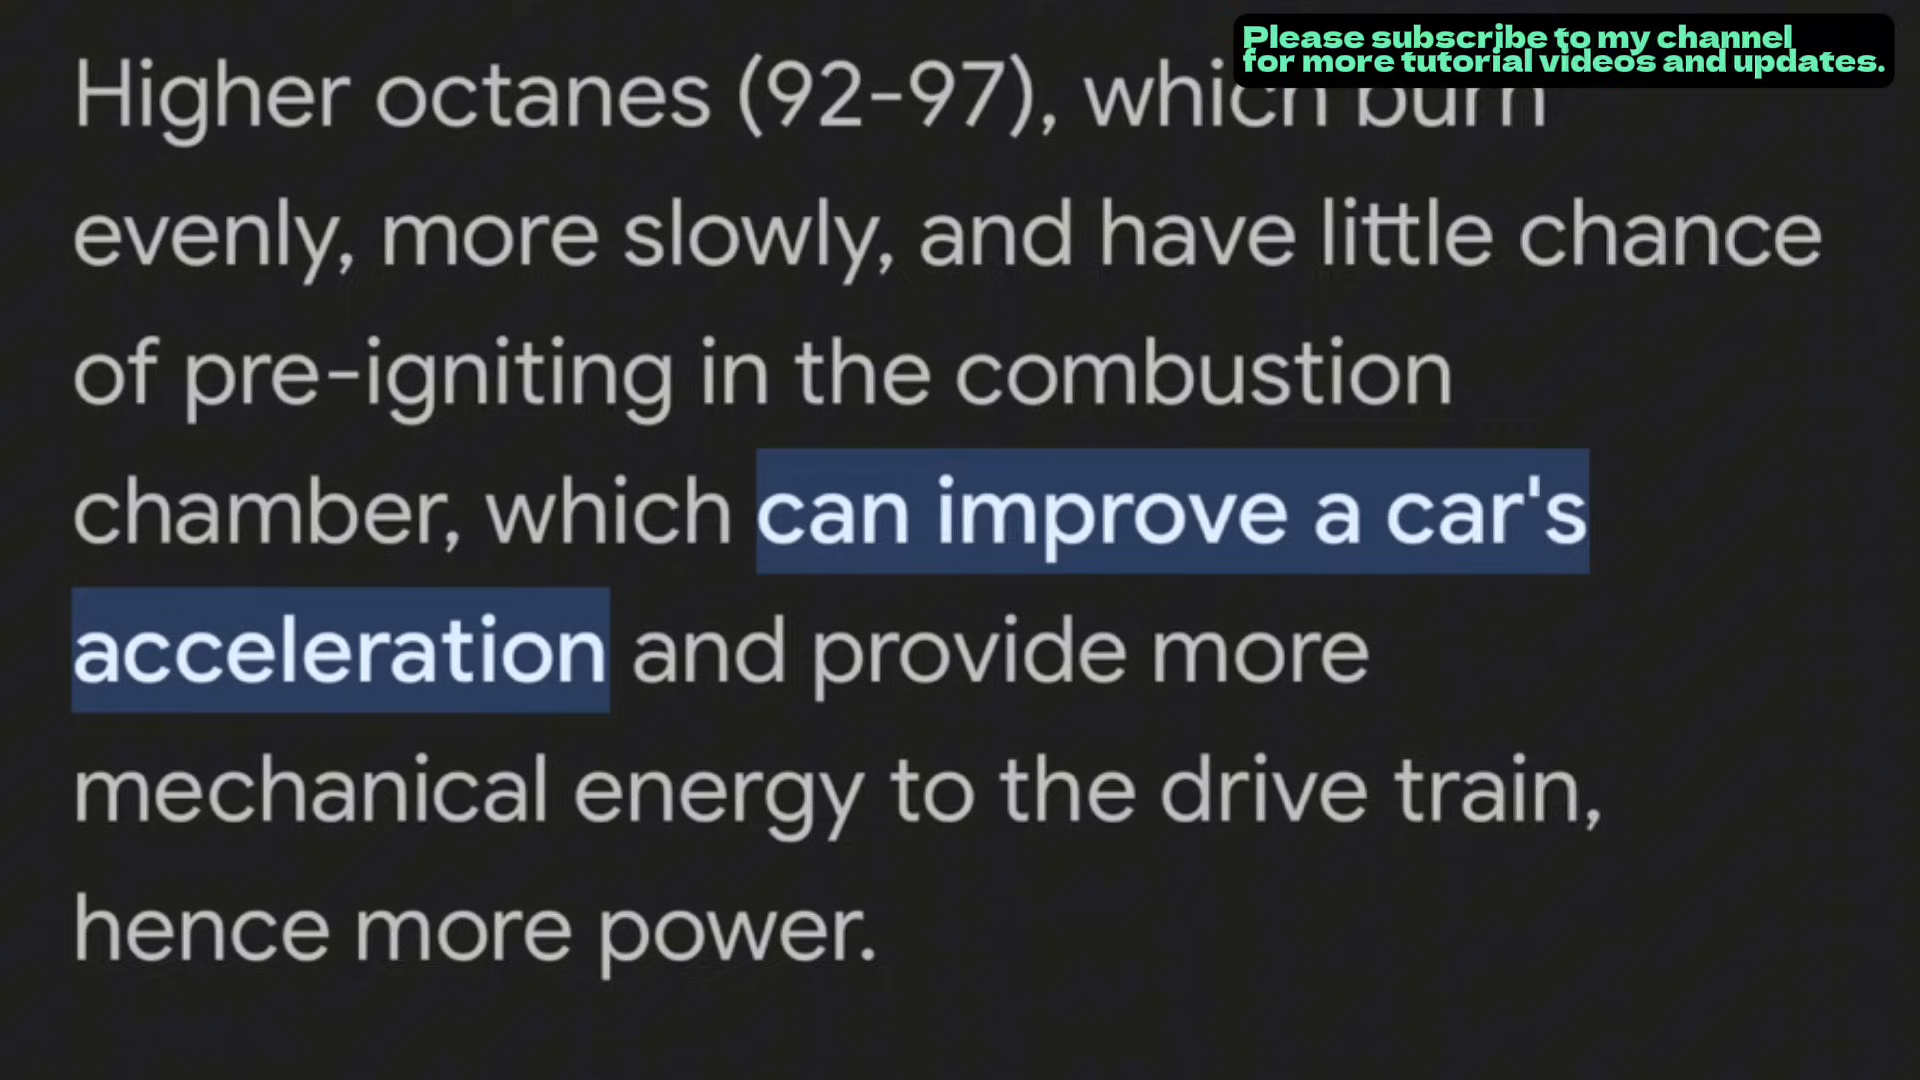 Please subscribe to my channel
for more tutorial videos and updates.
Higher octanes (92-97), which burn
evenly, more slowly, and have little chance
of pre-igniting in the combustion
chamber, which can improve a car's
acceleration and provide more
mechanical energy to the drive train,
hence more power.